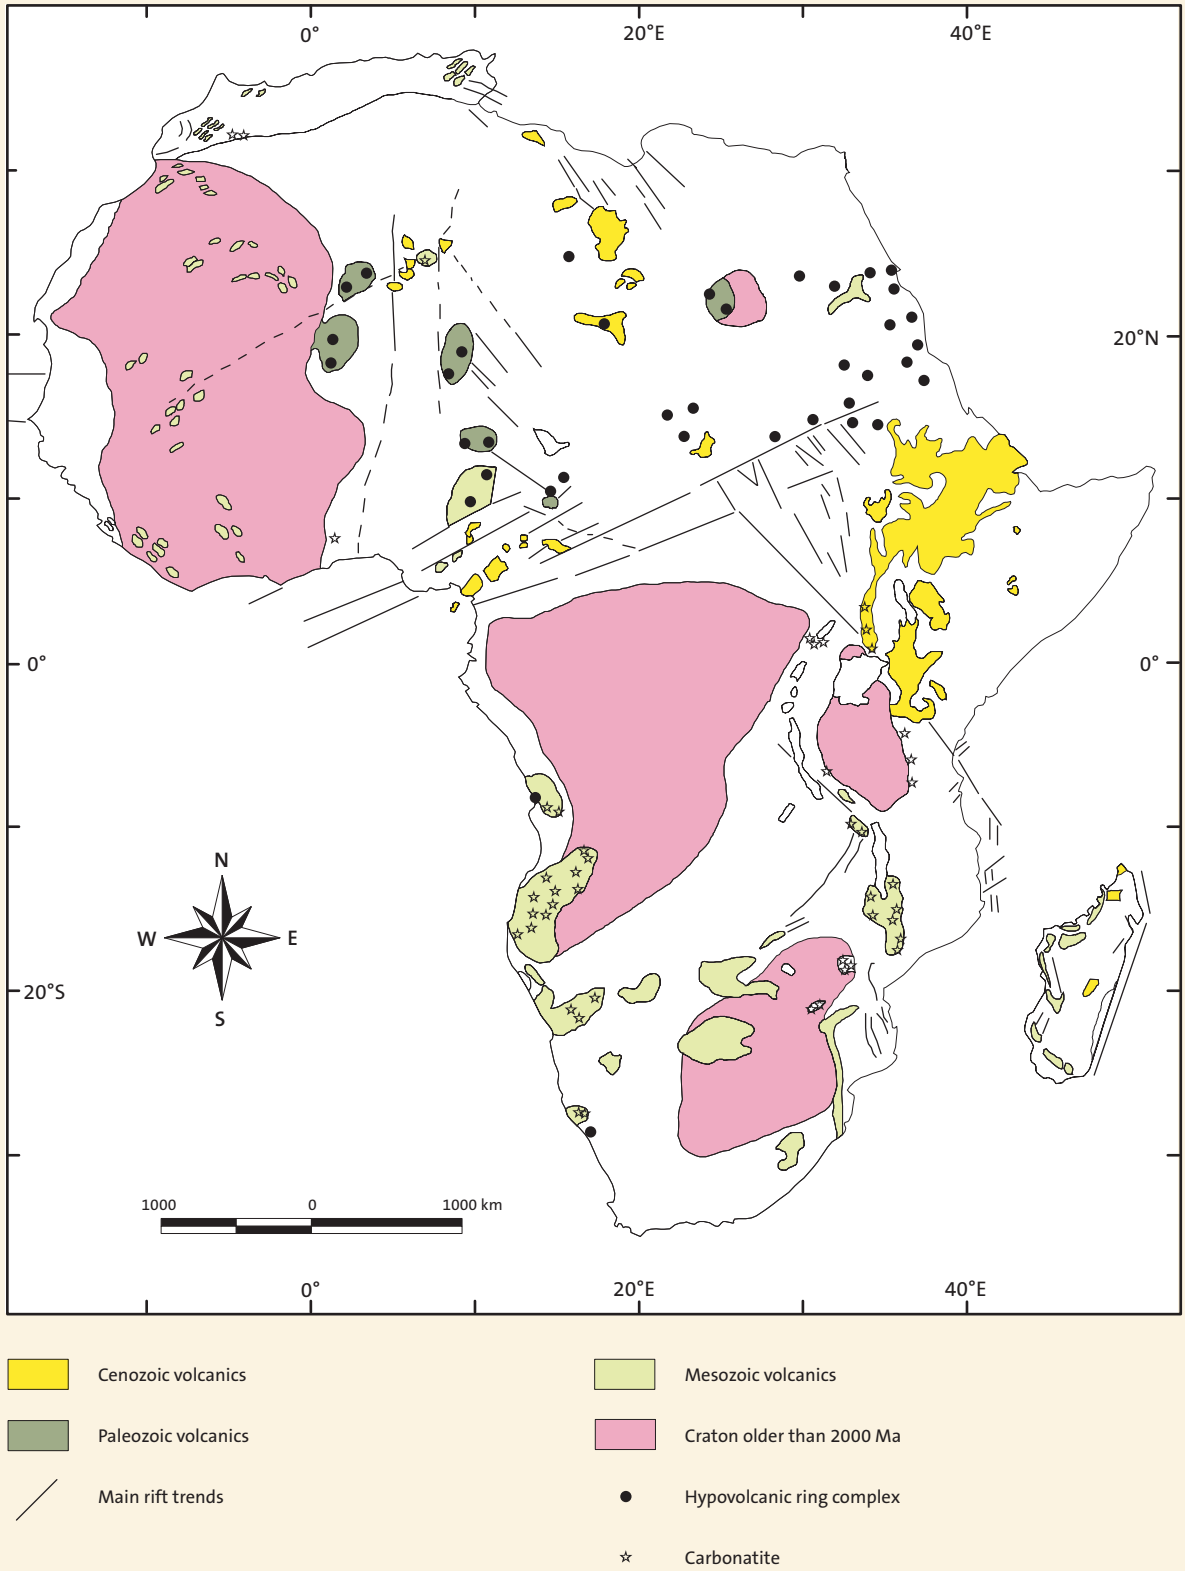 0°
20°E
40°E
20°N
0°
0°
N
W
E
S
20°S
1000
0
1000 km
0°
20°E
40°E
Cenozoic volcanics
Mesozoic volcanics
Paleozoic volcanics
Craton older than 2000 Ma
Main rift trends
Hypovolcanic ring complex
Carbonatite